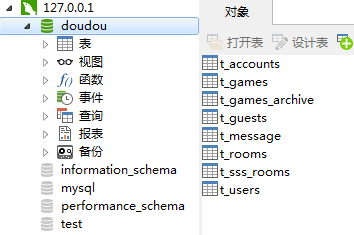 127.0.0.1
doudou
表
视图
函数
事件
查询
报表
备份
information_schema
mysql
performance_schema
test
对象
打开表 设计表
t_accounts
t_games
t_games_archive
t_guests
t_message
t_rooms
t_sss_rooms
t_users